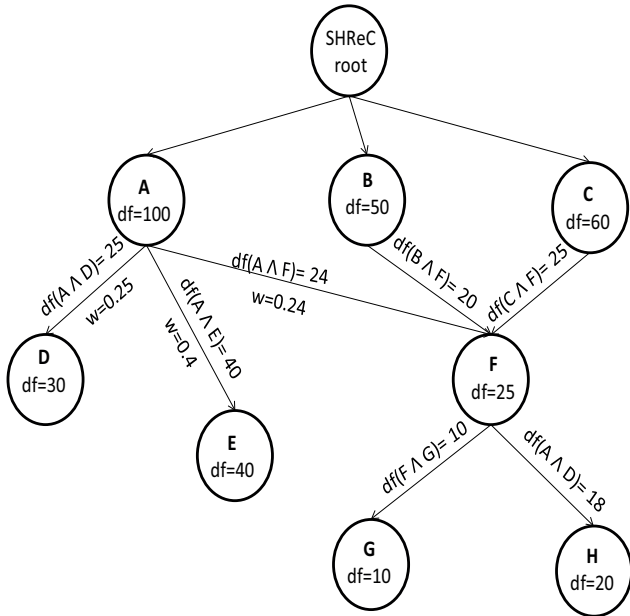 SHReC
root
A
df=100
B
df=50
C
df=60
df(A ∧ D)= 25
w=0.25
df(A ∧ E)= 40
w=0.4
df(A ∧ F)= 24
w=0.24
df(B ∧ F)= 20
df(C ∧ F)= 25
D
df=30
E
df=40
F
df=25
df(F ∧ G)= 10
df(A ∧ D)= 18
G
df=10
H
df=20